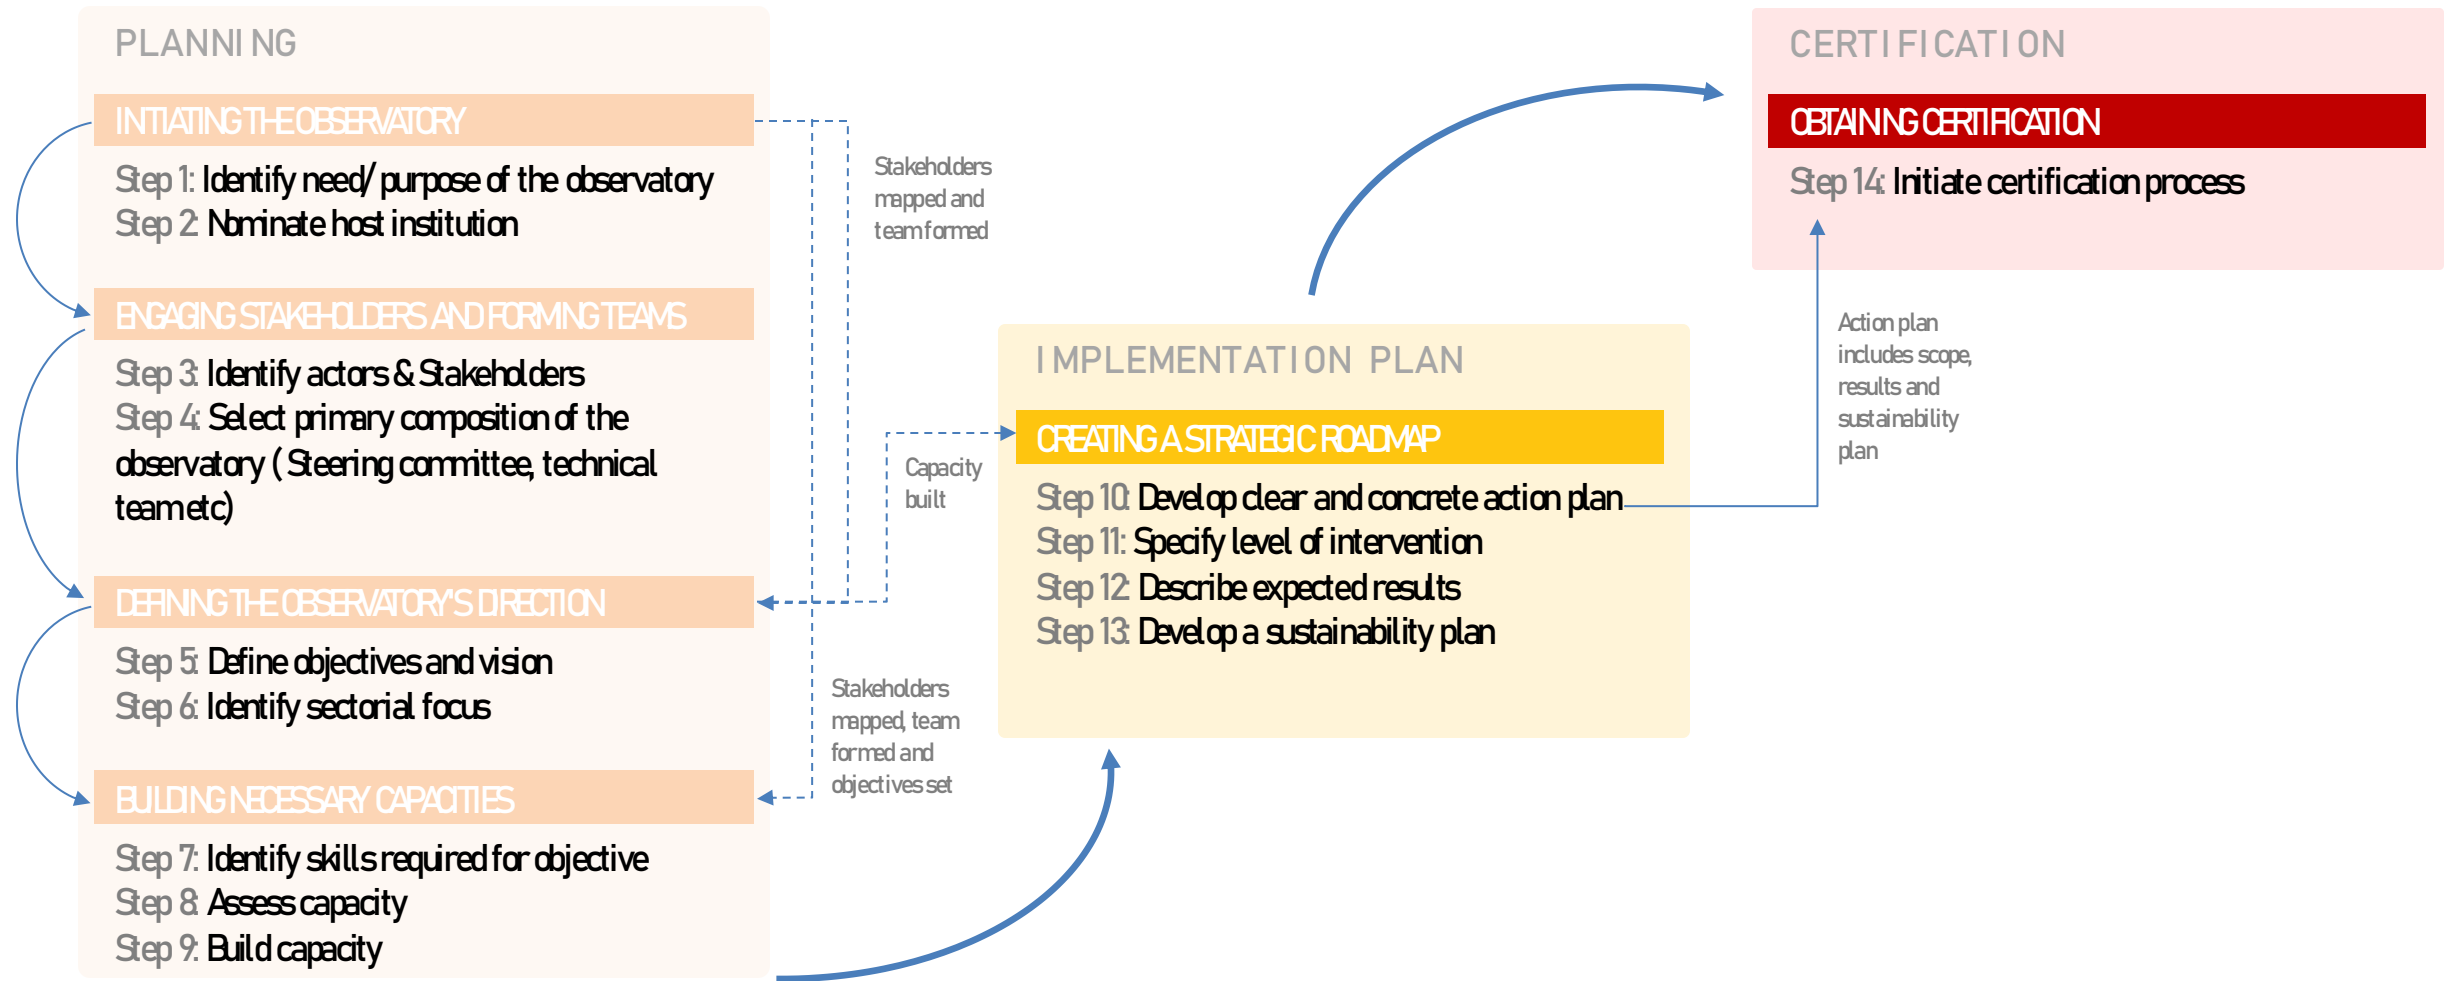 PLANNING
INITIATING THE OBSERVATORY
Step 1: Identify need/ purpose of the observatory
Step 2: Nominate host institution
ENGAGING STAKEHOLDERS AND FORMING TEAMS
Step 3: Identify actors & Stakeholders
Step 4: Select primary composition of the
observatory ( Steering committee, technical
team etc)
DEFINING THE OBSERVATORY'S DIRECTION
Step 5: Define objectives and vision
Step 6: Identify sectorial focus
BUILDING NECESSARY CAPACITIES
Step 7: Identify skills required for objective
Step 8: Assess capacity
Step 9: Build capacity
Stakeholders
mapped and
team formed
Capacity
built
Stakeholders
mapped, team
formed and
objectives set
IMPLEMENTATION PLAN
CREATING A STRATEGIC ROADMAP
Step 10: Develop clear and concrete action plan
Step 11: Specify level of intervention
Step 12: Describe expected results
Step 13: Develop a sustainability plan
CERTIFICATION
OBTAINING CERTIFICATION
Step 14: Initiate certification process
Action plan
includes scope,
results and
sustainability
plan